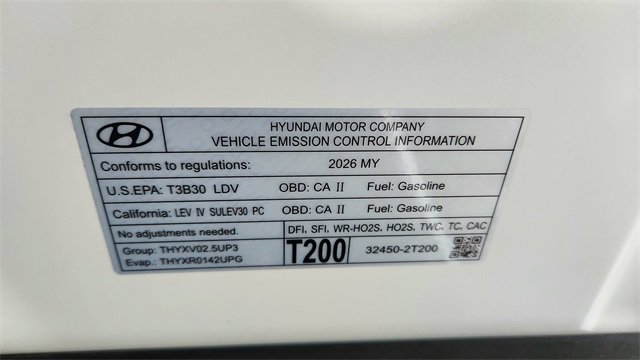 HYUNDAI MOTOR COMPANY
VEHICLE EMISSION CONTROL INFORMATION
Conforms to regulations: 2026 MY
U.S.EPA: T3B30 LDV OBD: CA II Fuel: Gasoline
California: LEV IV SULEV30 PC OBD: CA II Fuel: Gasoline
No adjustments needed. DFI, SFI, WR-HO2S, HO2S, TWC, TC, CAC
Group: THYXV02.5UP3
Evap.: THYXR0142UPG
T200 32450-2T200